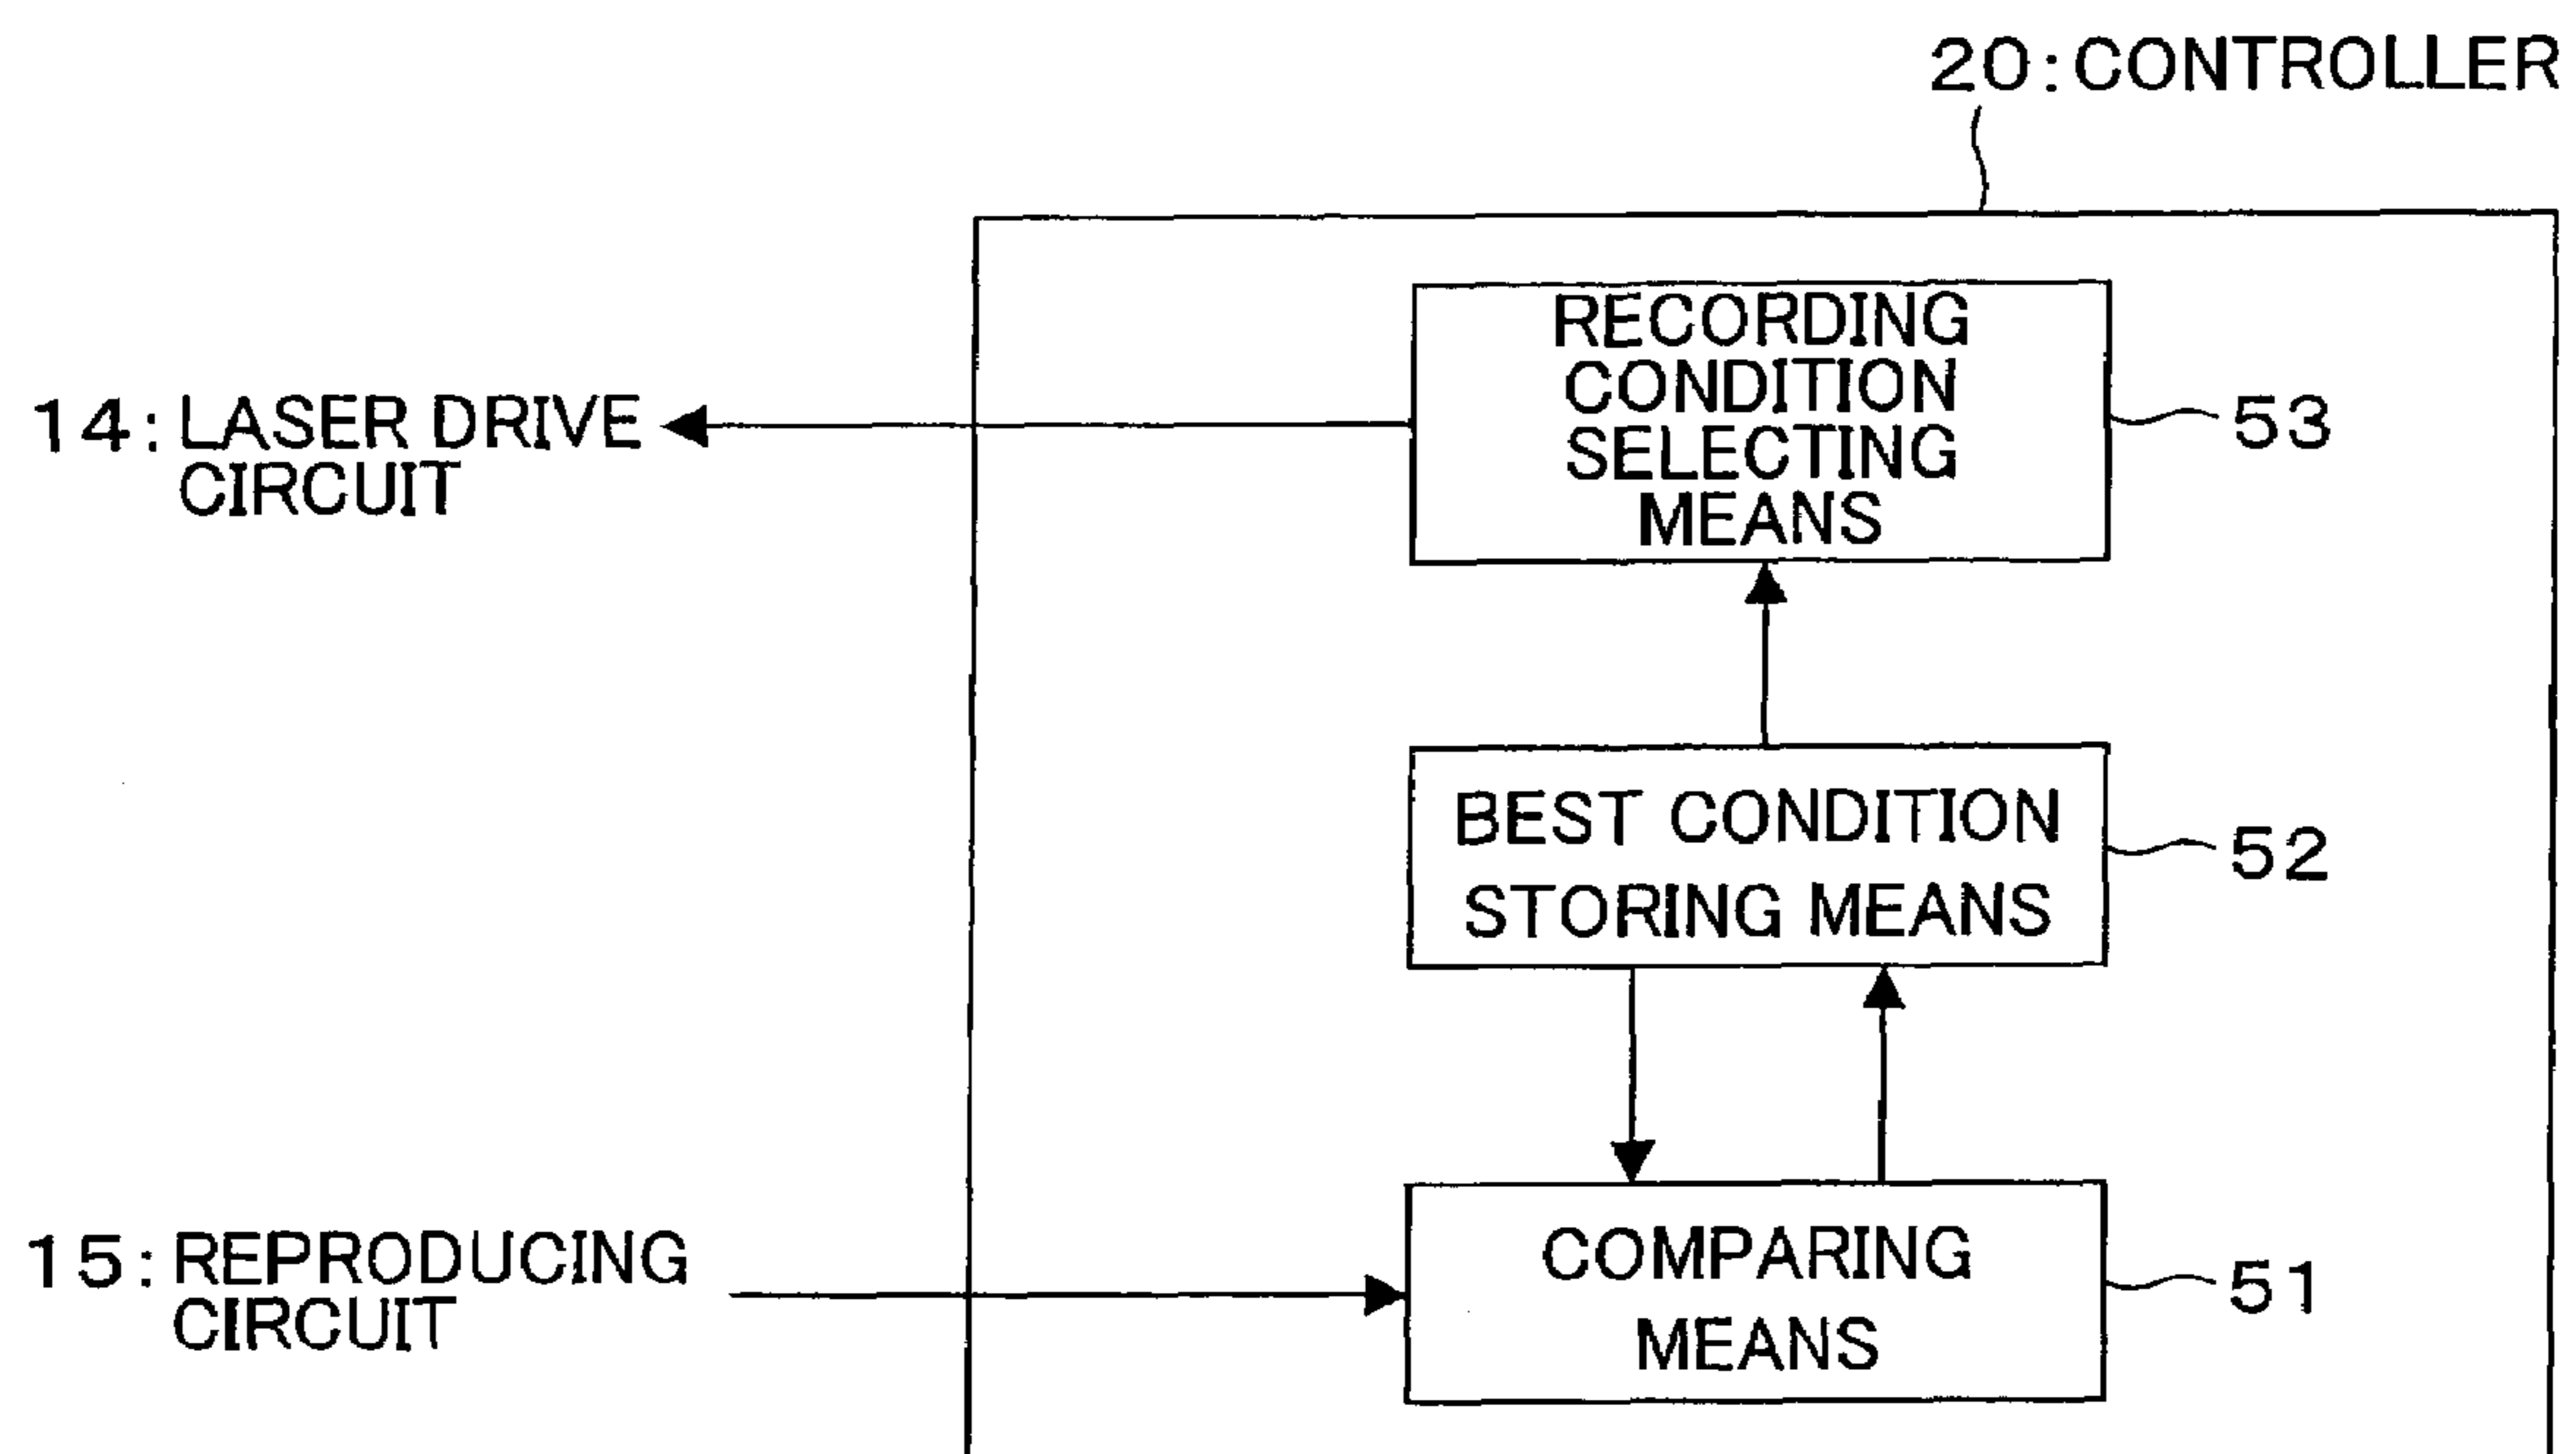 20:CONTROLLER
RECORDING
CONDITION
SELECTING
MEANS
53
14:LASER DRIVE
CIRCUIT
BEST CONDITION
STORING MEANS
52
15:REPRODUCING
CIRCUIT
COMPARING
MEANS
51